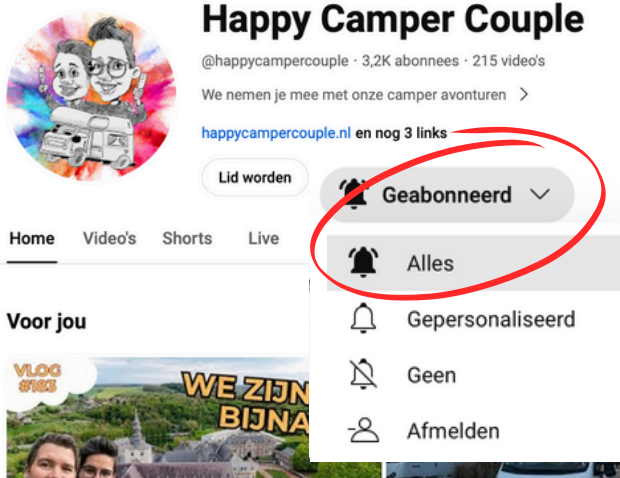 Happy Camper Couple
@happycampercouple · 3,2K abonnees · 215 video's
We nemen je mee met onze camper avonturen
happycampercouple.nl en nog 3 links
Lid worden
Geabonneerd
Home Video's Shorts Live
Alles
Gepersonaliseerd
Geen
Afmelden
Voor jou
VLOG
#183
WE ZIJN
BIJNA